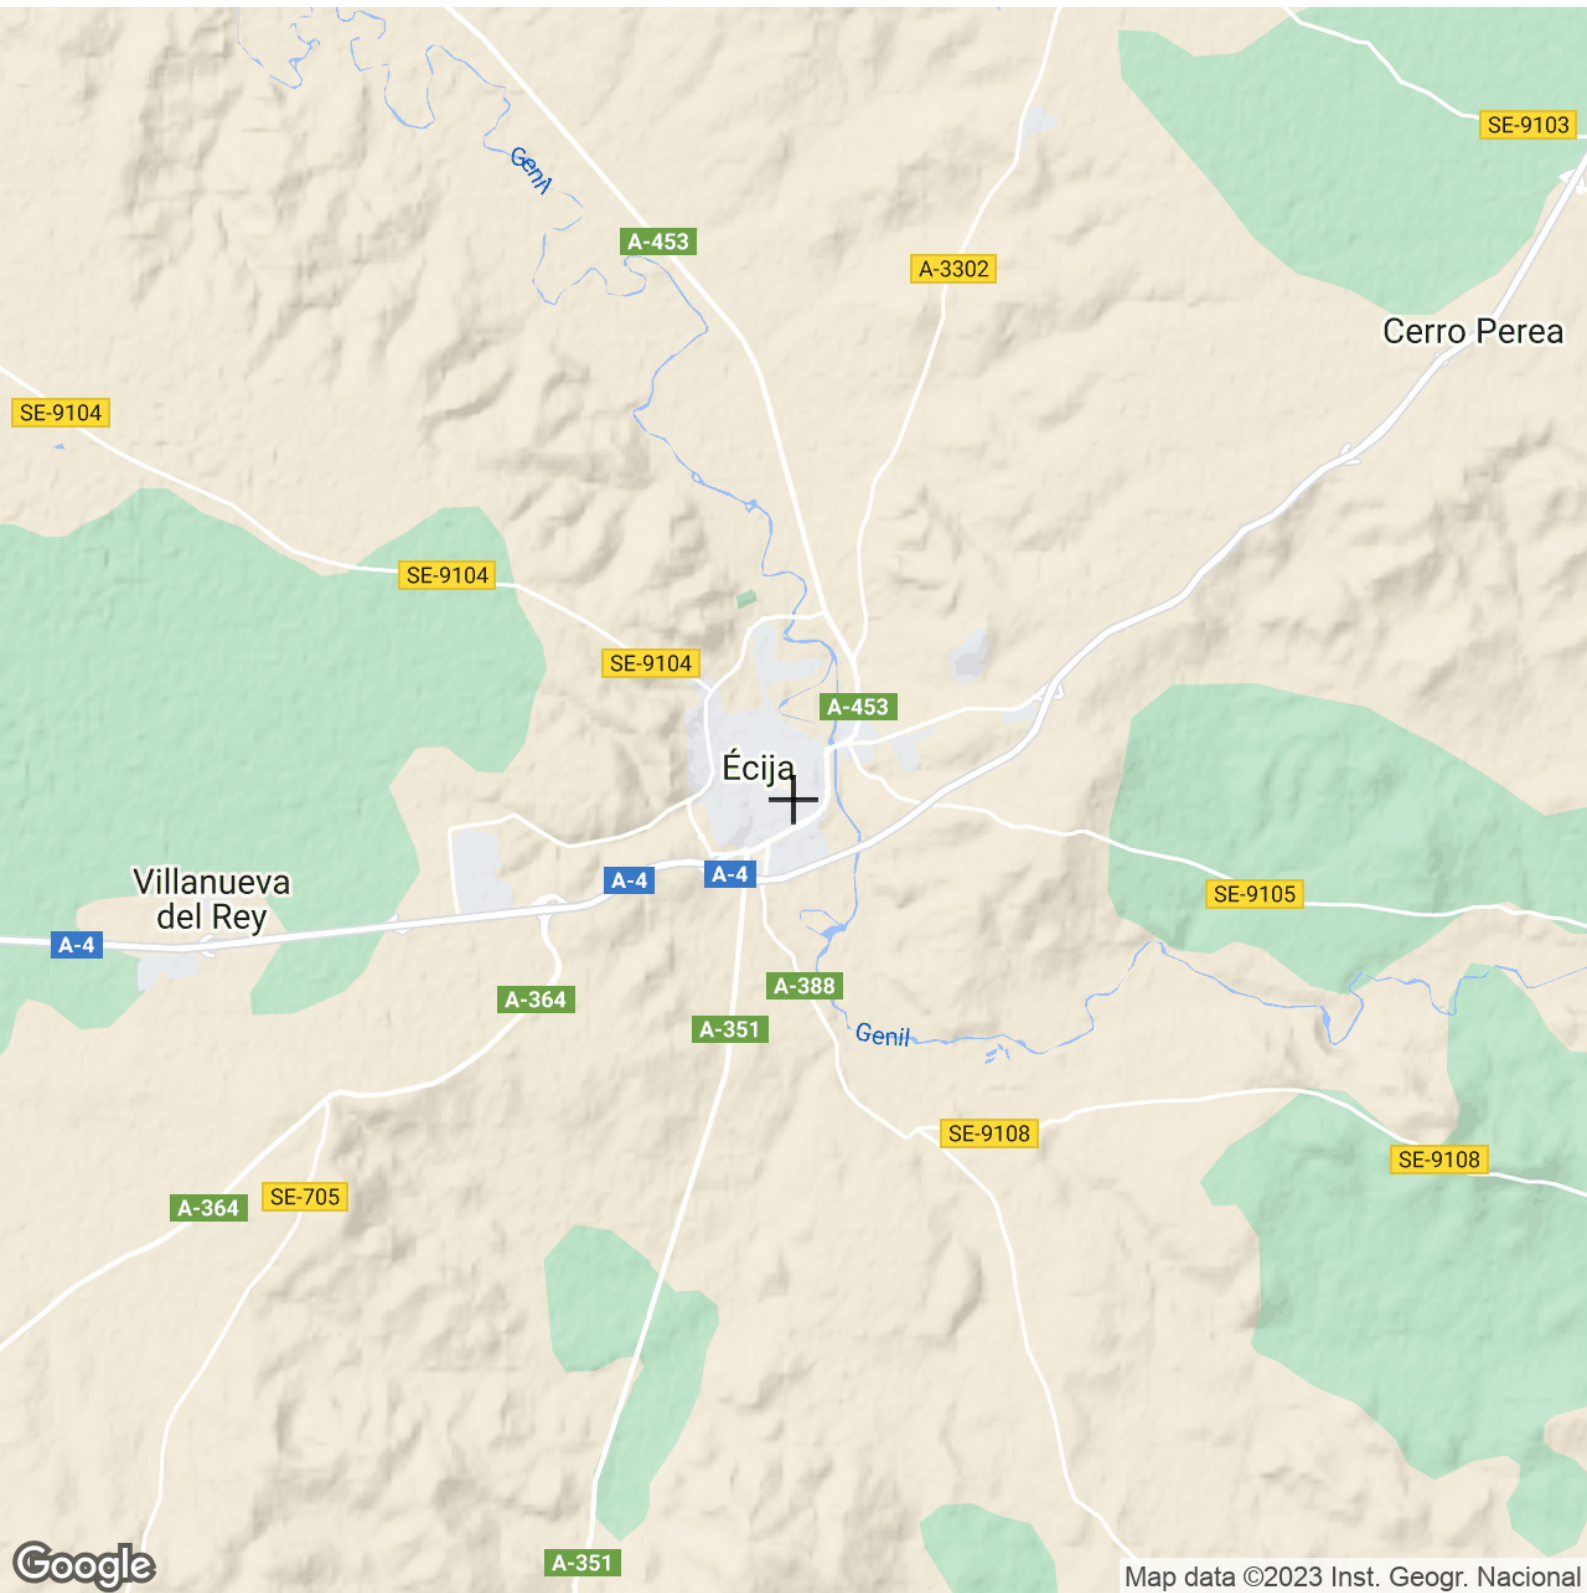 SE-9103
Genil
A-453
A-3302
Cerro Perea
SE-9104
SE-9104
SE-9104
A-453
Écija
A-4
A-4
Villanueva
del Rey
SE-9105
A-4
A-388
A-364
A-351
Genil
SE-9108
SE-9108
SE-705
A-364
A-351
Google
Map data ©2023 Inst. Geogr. Nacional